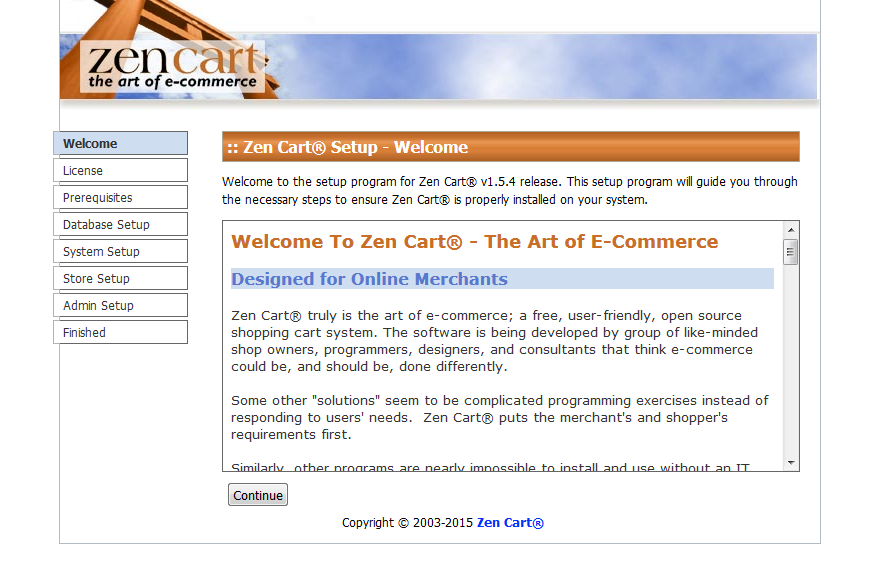 zencart
the art of e-commerce
Welcome
License
Prerequisites
Database Setup
System Setup
Store Setup
Admin Setup
Finished
:: Zen Cart® Setup - Welcome
Welcome to the setup program for Zen Cart® v1.5.4 release. This setup program will guide you through
the necessary steps to ensure Zen Cart® is properly installed on your system.
Welcome To Zen Cart® - The Art of E-Commerce
Designed for Online Merchants
Zen Cart® truly is the art of e-commerce; a free, user-friendly, open source
shopping cart system. The software is being developed by group of like-minded
shop owners, programmers, designers, and consultants that think e-commerce
could be, and should be, done differently.
Some other "solutions" seem to be complicated programming exercises instead of
responding to users' needs.  Zen Cart® puts the merchant's and shopper's
requirements first.
Similarly, other programs are nearly impossible to install and use without an IT
Continue
Copyright © 2003-2015 Zen Cart®